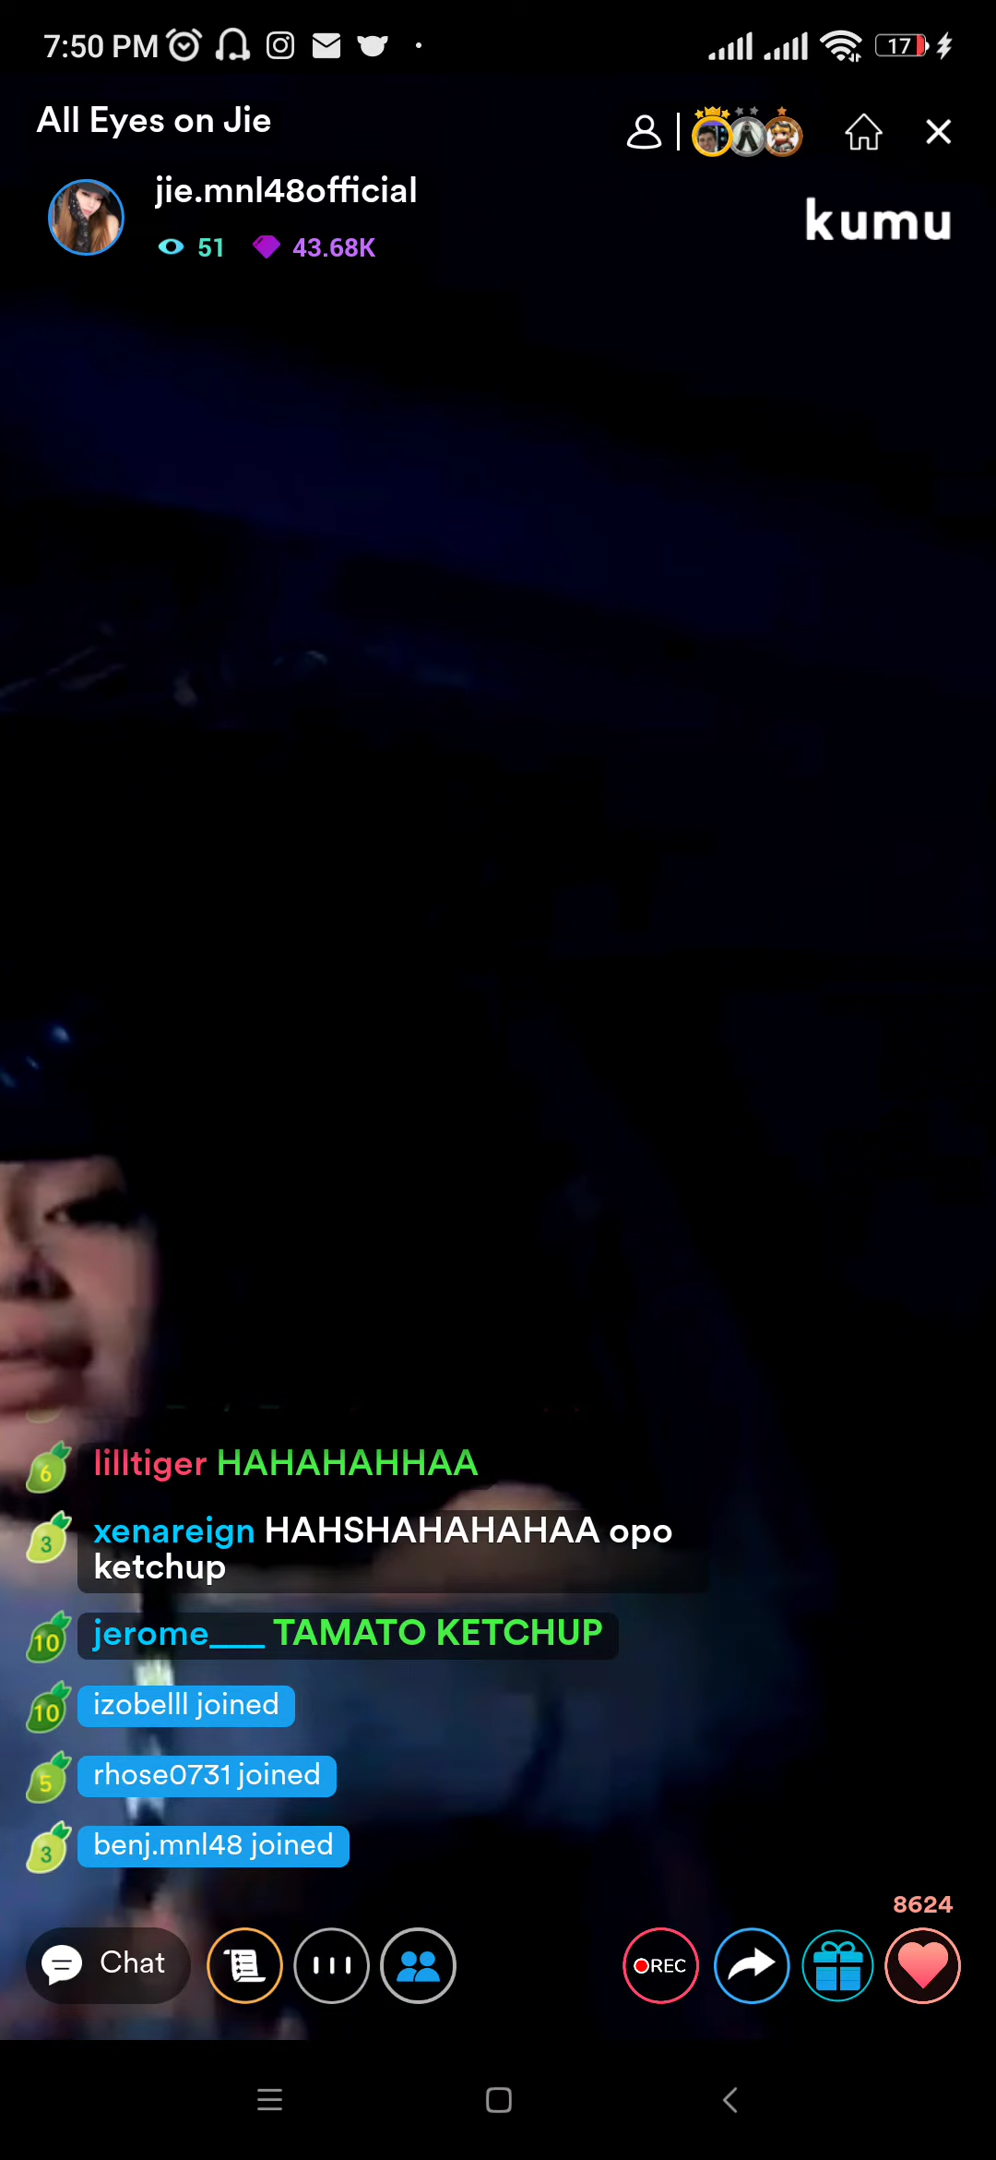 7:50 PM
17
All Eyes on Jie
jie.mnl48official
51 43.68K
kumu
6 lilltiger HAHAHAHHAA
3 xenareign HAHSHAHAHAHAA opo
ketchup
10 jerome___ TAMATO KETCHUP
10 izobelll joined
5 rhose0731 joined
3 benj.mnl48 joined
8624
Chat
REC